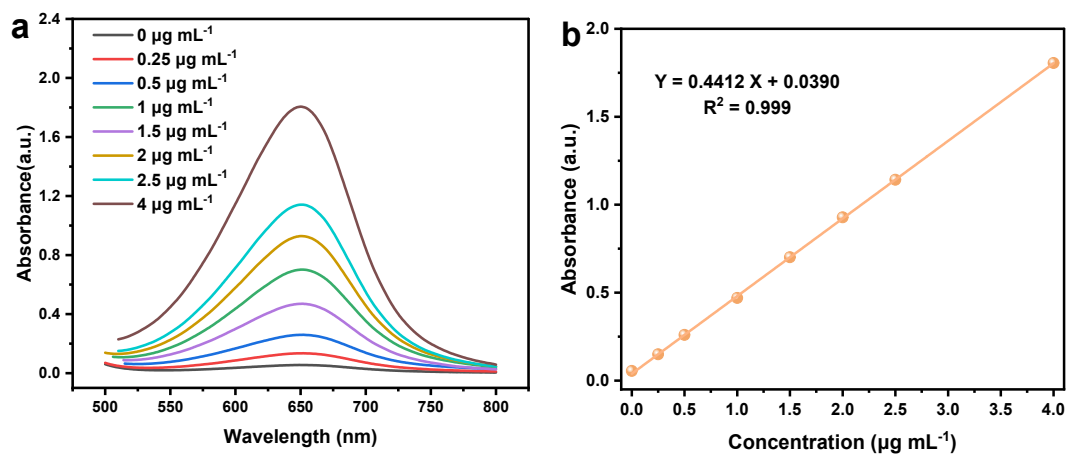 a
2.4
2.0
1.6
1.2
0.8
0.4
0.0
Absorbance(a.u.)
0 μg mL⁻¹
0.25 μg mL⁻¹
0.5 μg mL⁻¹
1 μg mL⁻¹
1.5 μg mL⁻¹
2 μg mL⁻¹
2.5 μg mL⁻¹
4 μg mL⁻¹
500 550 600 650 700 750 800
Wavelength (nm)
b
2.0
1.5
1.0
0.5
0.0
Absorbance (a.u.)
Y = 0.4412 X + 0.0390
R² = 0.999
0.0 0.5 1.0 1.5 2.0 2.5 3.0 3.5 4.0
Concentration (μg mL⁻¹)